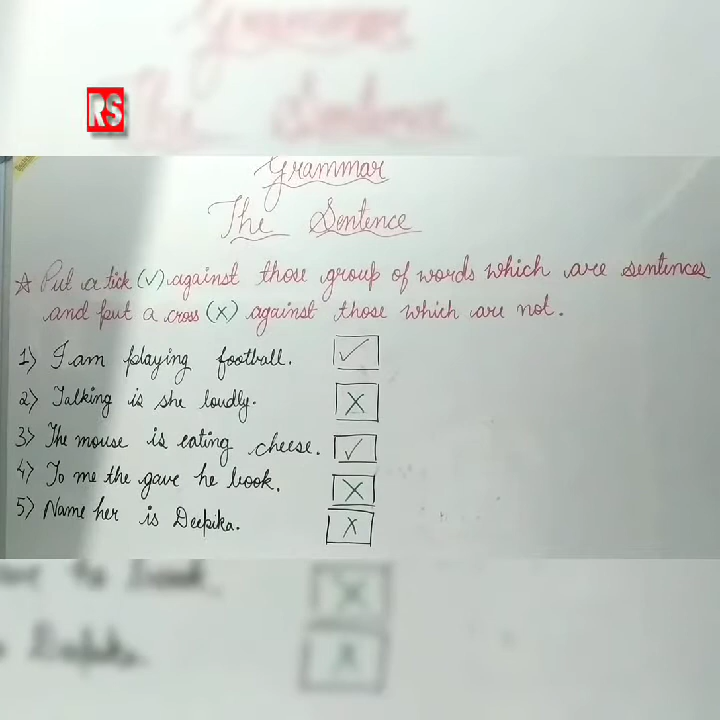 RS
Grammar
The Sentence
☆ Put a tick (✓) against those group of words which are sentences
and put a cross (X) against those which are not.
1) I am playing football. ✓
2) Talking is she loudly. X
3) The mouse is eating cheese. ✓
4) To me the gave he book. X
5) Name her is Deepika. X